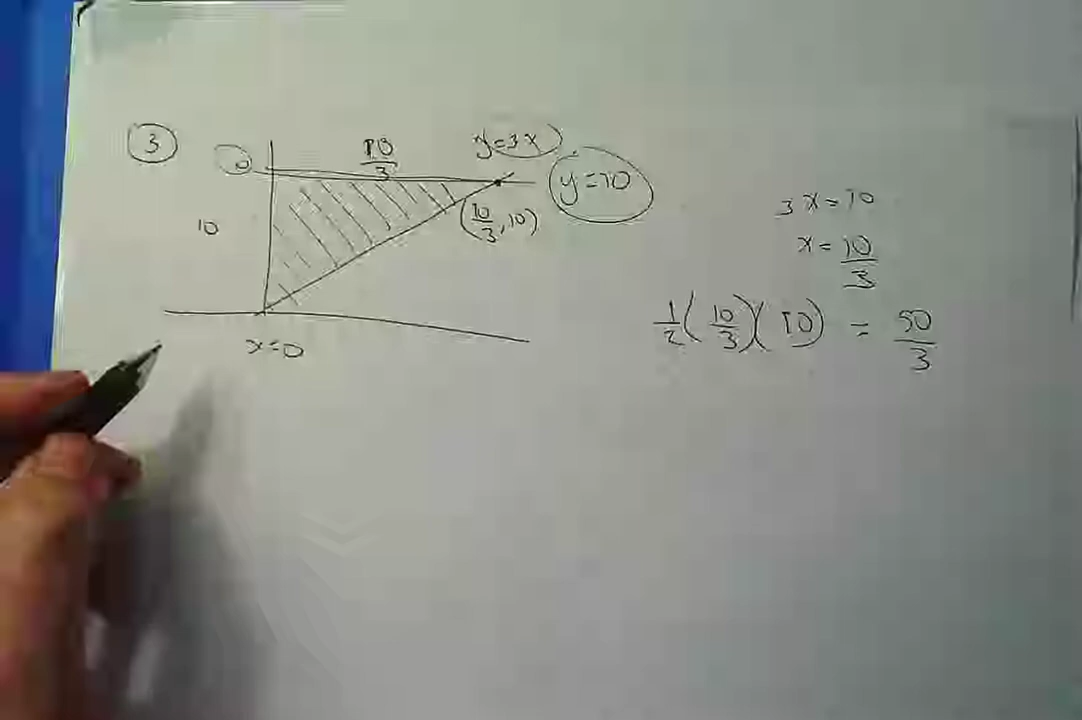 ③
10/3
y=3x
10
y=10
10
(10/3, 10)
x=0
3x=10
x=10/3
1/2(10/3)(10) = 50/3